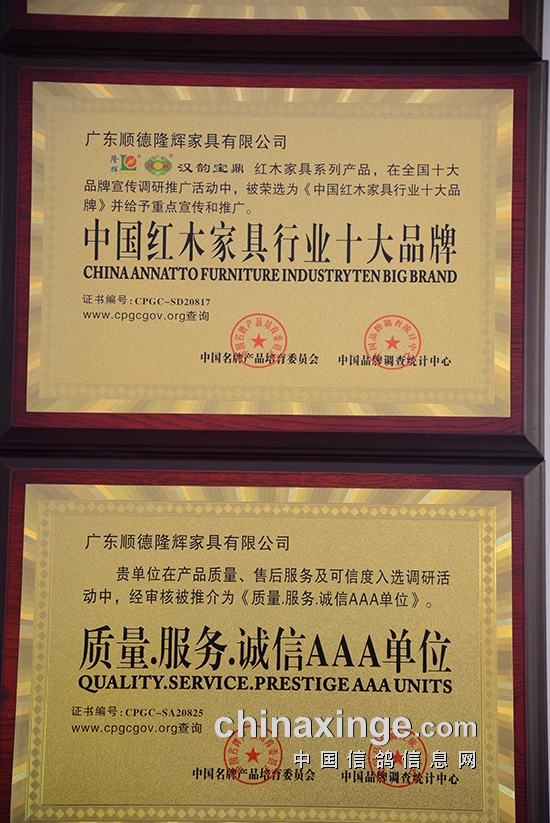 广东顺德隆辉家具有限公司
隆辉 汉韵宝鼎 红木家具系列产品，在全国十大
品牌宣传调研推广活动中，被荣选为《中国红木家具行业十大品
牌》并给予重点宣传和推广。
中国红木家具行业十大品牌
CHINA ANNATTO FURNITURE INDUSTRYTEN BIG BRAND
证书编号：CPGC-SD20817
www.cpgcgov.org查询
中国名牌产品培育委员会 中国品牌调查统计中心
广东顺德隆辉家具有限公司
贵单位在产品质量、售后服务及可信度入选调研活
动中，经审核被推介为《质量.服务.诚信AAA单位》。
质量.服务.诚信AAA单位
QUALITY.SERVICE.PRESTIGE AAA UNITS
证书编号：CPGC-SA20825
www.cpgcgov.org查询
chinaxinge.com
中国信鸽信息网
中国名牌产品培育委员会 中国品牌调查统计中心